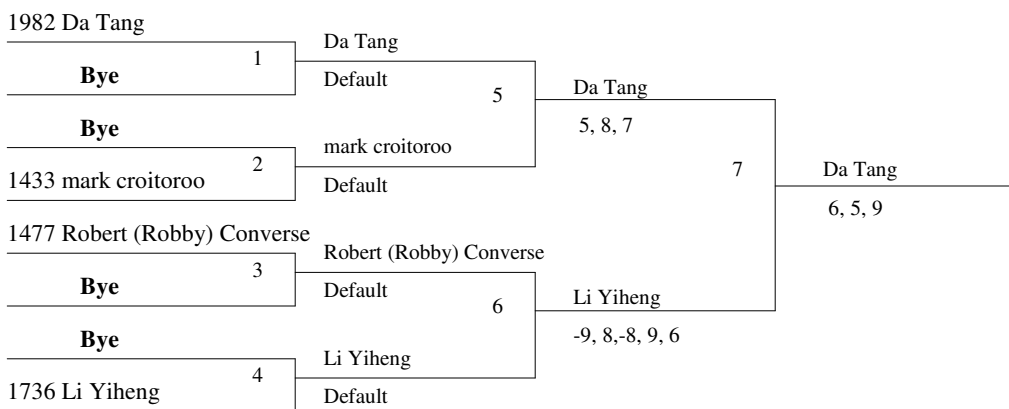 1982 Da Tang
Bye
1
Da Tang
Default
Bye
1433 mark croitoroo
2
mark croitoroo
Default
5
Da Tang
5, 8, 7
1477 Robert (Robby) Converse
Bye
3
Robert (Robby) Converse
Default
Bye
1736 Li Yiheng
4
Li Yiheng
Default
6
Li Yiheng
-9, 8,-8, 9, 6
7
Da Tang
6, 5, 9